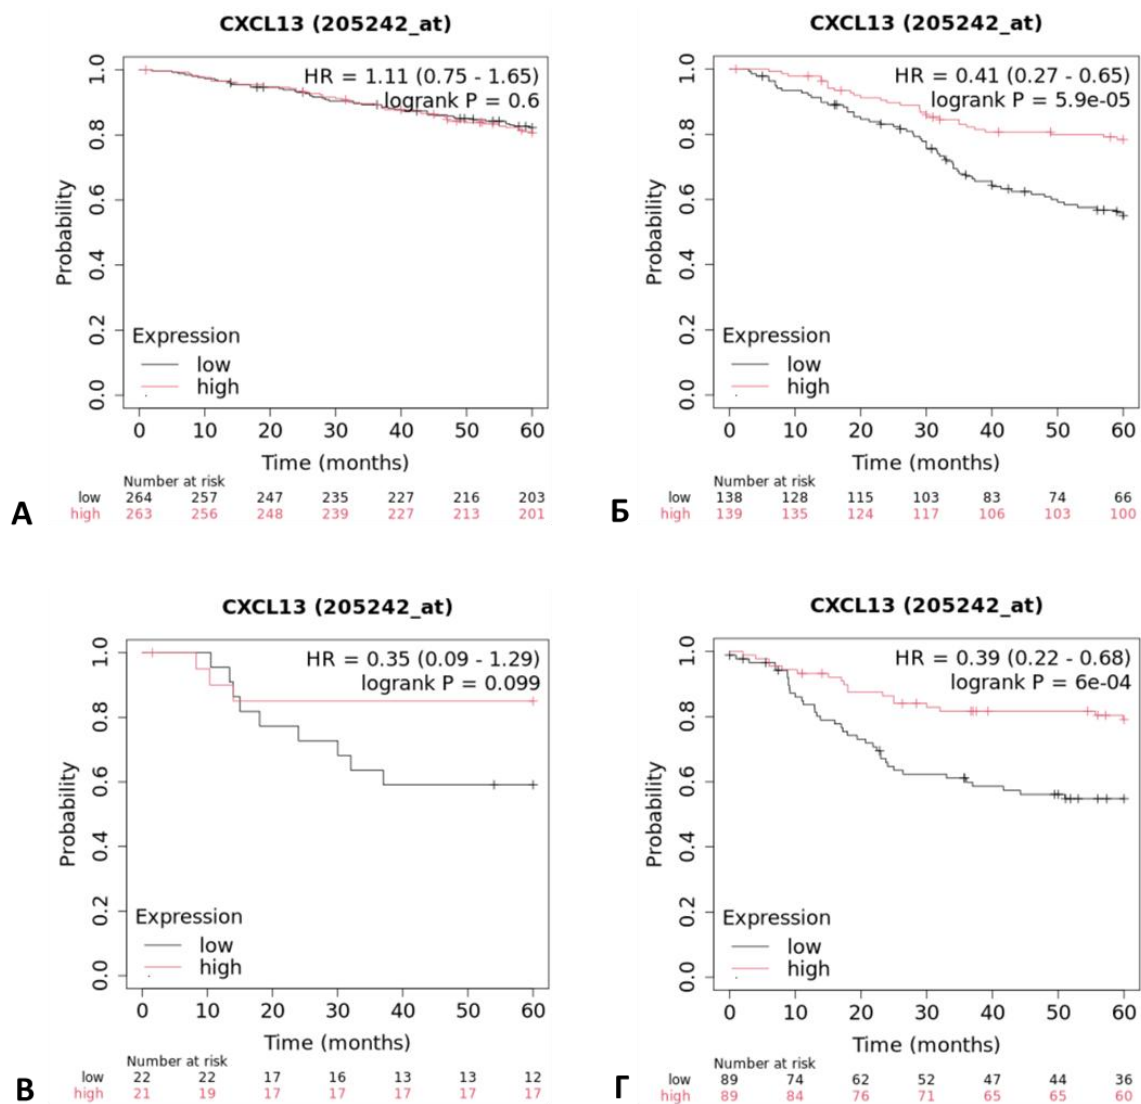 CXCL13 (205242_at)
HR = 1.11 (0.75 - 1.65)
logrank P = 0.6
Probability
1.0
0.8
0.6
0.4
0.2
0.0
Expression
low
high
0 10 20 30 40 50 60
Time (months)
Number at risk
low 264 257 247 235 227 216 203
high 263 256 248 239 227 213 201
А
CXCL13 (205242_at)
HR = 0.41 (0.27 - 0.65)
logrank P = 5.9e-05
Probability
1.0
0.8
0.6
0.4
0.2
0.0
Expression
low
high
0 10 20 30 40 50 60
Time (months)
Number at risk
low 138 128 115 103 83 74 66
high 139 135 124 117 106 103 100
Б
CXCL13 (205242_at)
HR = 0.35 (0.09 - 1.29)
logrank P = 0.099
Probability
1.0
0.8
0.6
0.4
0.2
0.0
Expression
low
high
0 10 20 30 40 50 60
Time (months)
Number at risk
low 22 22 17 16 13 13 12
high 21 19 17 17 17 17 17
В
CXCL13 (205242_at)
HR = 0.39 (0.22 - 0.68)
logrank P = 6e-04
Probability
1.0
0.8
0.6
0.4
0.2
0.0
Expression
low
high
0 10 20 30 40 50 60
Time (months)
Number at risk
low 89 74 62 52 47 44 36
high 89 84 76 71 65 65 60
Г